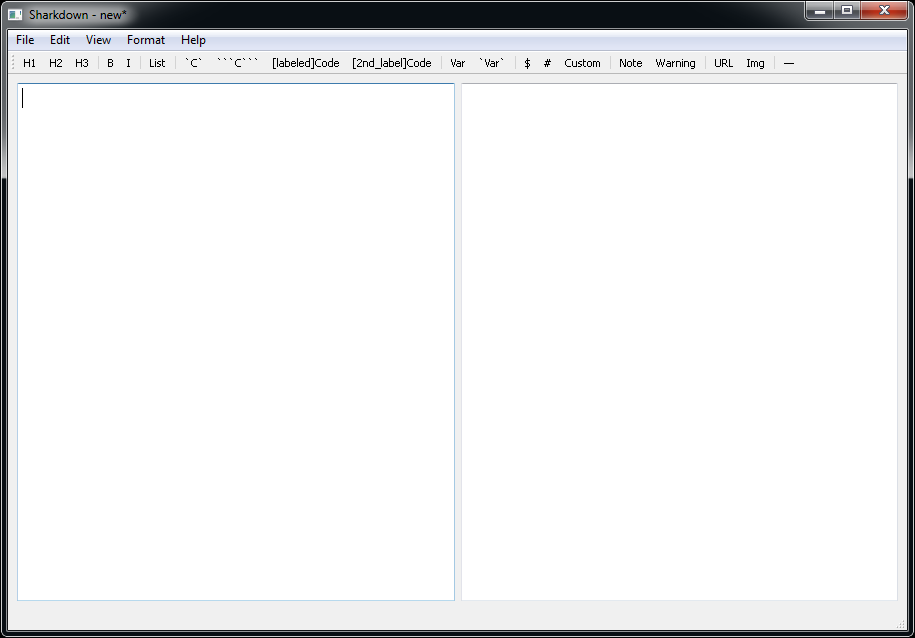 Sharkdown - new*
File Edit View Format Help
H1 H2 H3 B I List `C` ```C``` [labeled]Code [2nd_label]Code Var `Var` $ # Custom Note Warning URL Img —